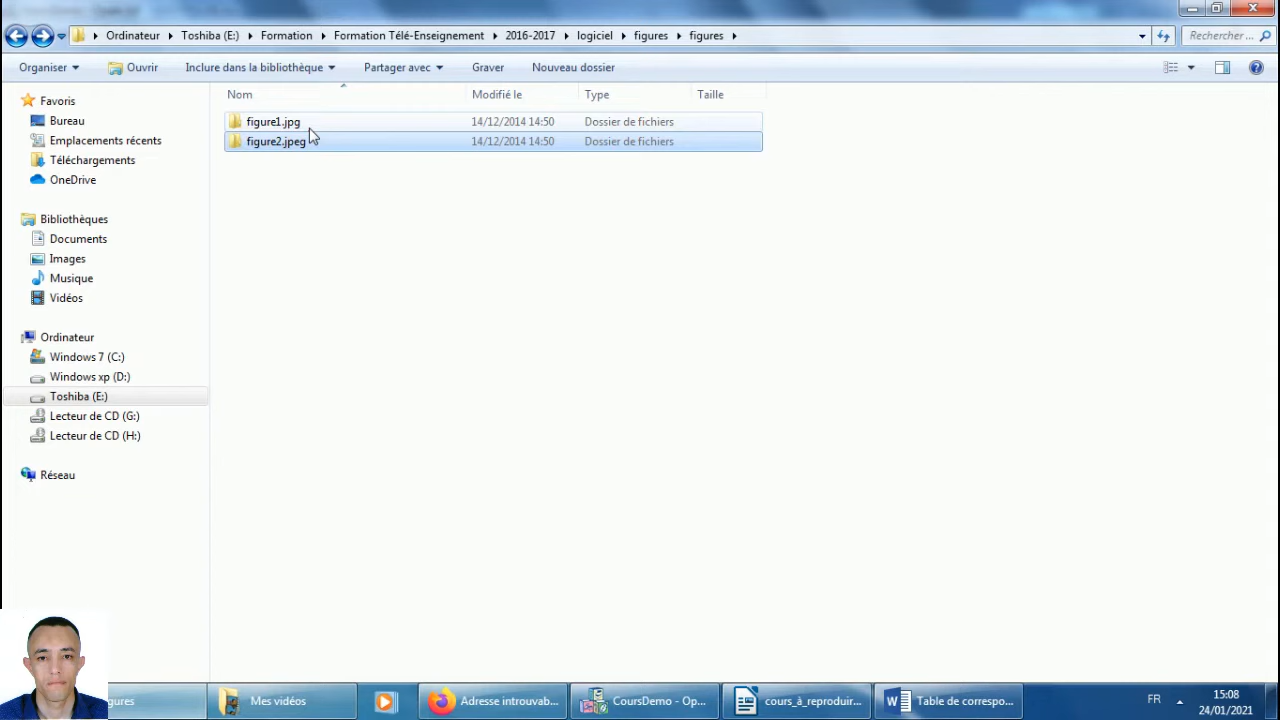 Ordinateur Toshiba (E:) Formation Formation Télé-Enseignement 2016-2017 logiciel figures figures Rechercher ...
Organiser Ouvrir Inclure dans la bibliothèque Partager avec Graver Nouveau dossier
Nom Modifié le Type Taille
figure1.jpg 14/12/2014 14:50 Dossier de fichiers
figure2.jpeg 14/12/2014 14:50 Dossier de fichiers
Favoris
Bureau
Emplacements récents
Téléchargements
OneDrive
Bibliothèques
Documents
Images
Musique
Vidéos
Ordinateur
Windows 7 (C:)
Windows xp (D:)
Toshiba (E:)
Lecteur de CD (G:)
Lecteur de CD (H:)
Réseau
gures Mes vidéos Adresse introuvab... CoursDemo - Op... cours_à_reproduir... Table de correspo... FR 15:08
24/01/2021